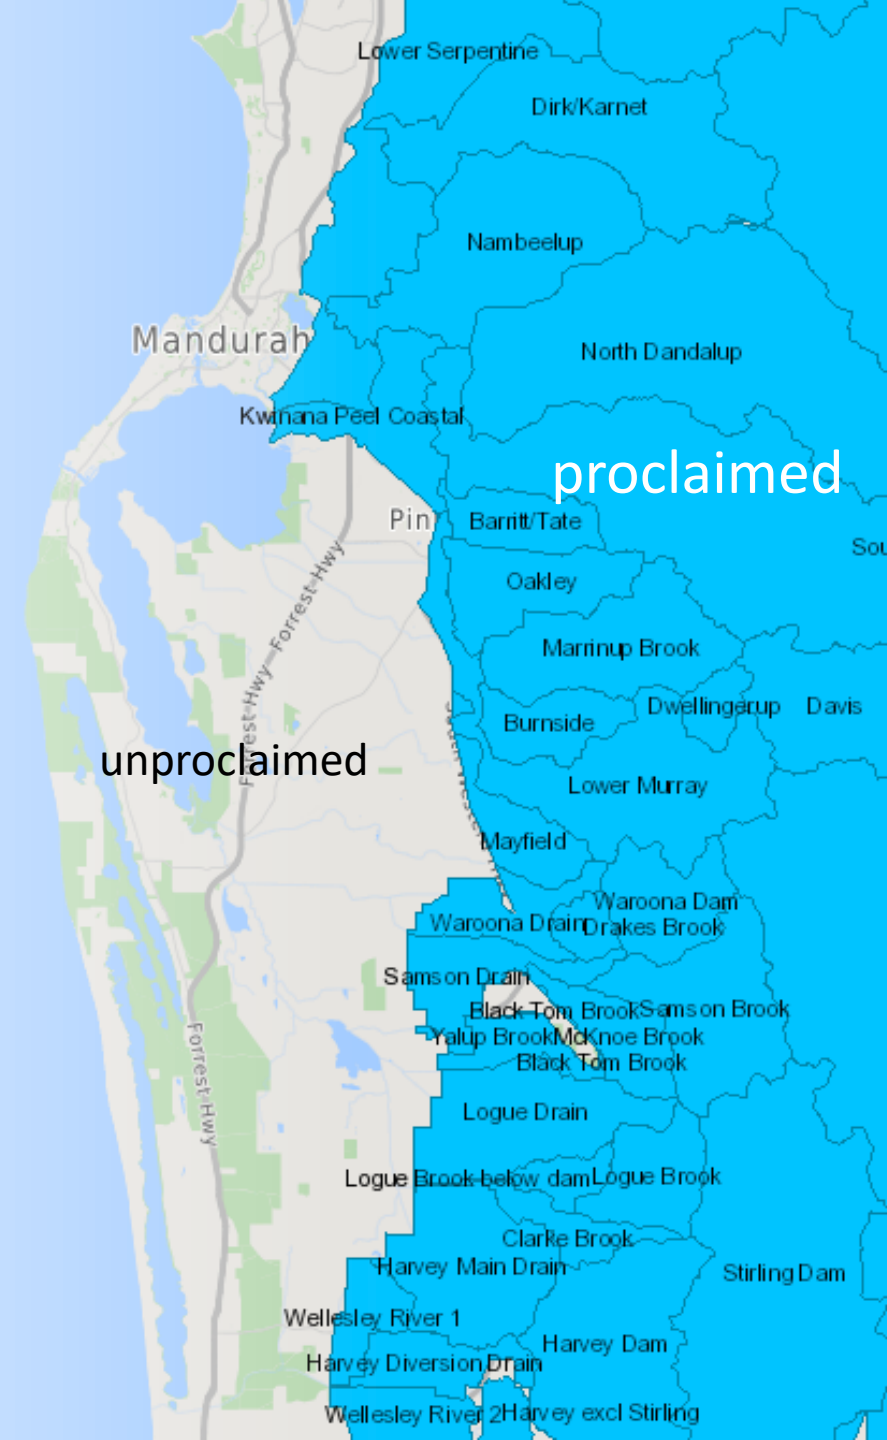 Lower Serpentine
Dirk/Karnet
Nambeelup
Mandurah
North Dandalup
Kwinana Peel Coastal
proclaimed
Pin
Barritt/Tate
Sou
Oakley
Forrest Hwy
Marrinup Brook
Forrest Hwy
Dwellingerup
Davis
Burnside
unproclaimed
Lower Murray
Mayfield
Waroona Dam
Waroona Drain
Drakes Brook
Samson Drain
Black Tom Brook
Samson Brook
Yalup Brook
McKnoe Brook
Black Tom Brook
Forrest Hwy
Logue Drain
Logue Brook below dam
Logue Brook
Clarke Brook
Harvey Main Drain
Stirling Dam
Wellesley River 1
Harvey Dam
Harvey Diversion Drain
Wellesley River 2
Harvey excl Stirling